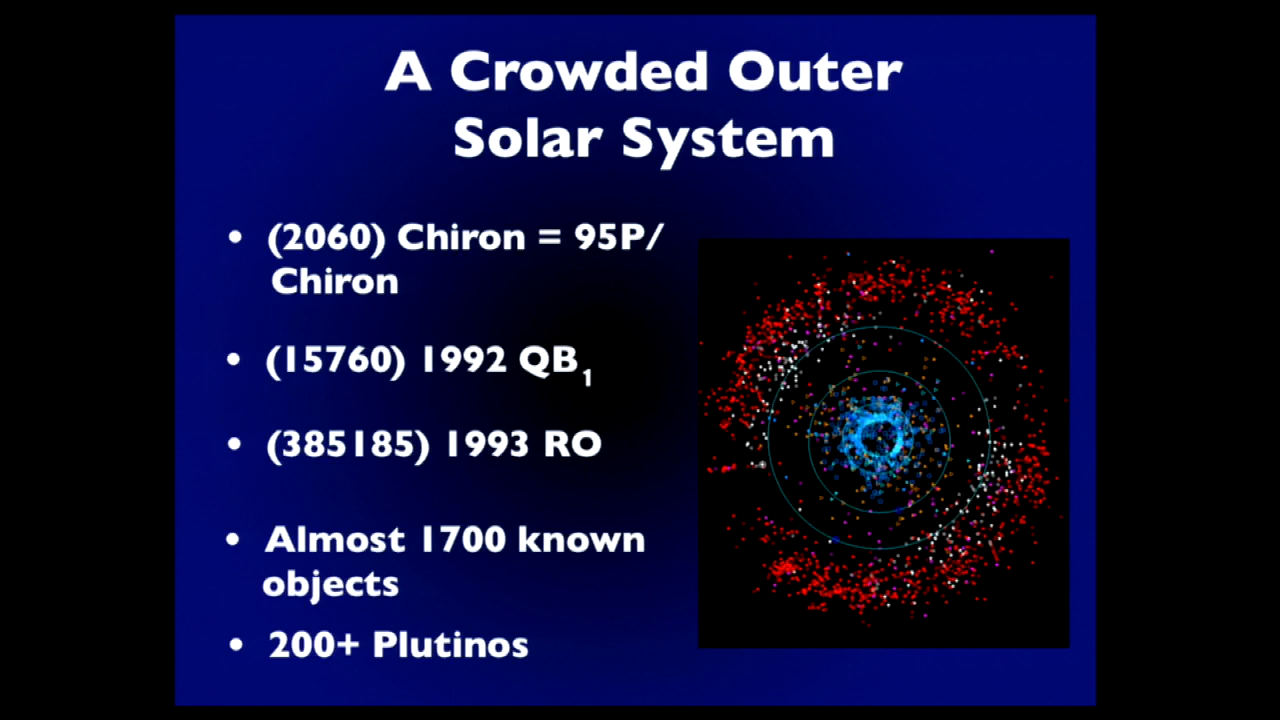 A Crowded Outer
Solar System
• (2060) Chiron = 95P/
Chiron
• (15760) 1992 QB₁
• (385185) 1993 RO
• Almost 1700 known
objects
• 200+ Plutinos